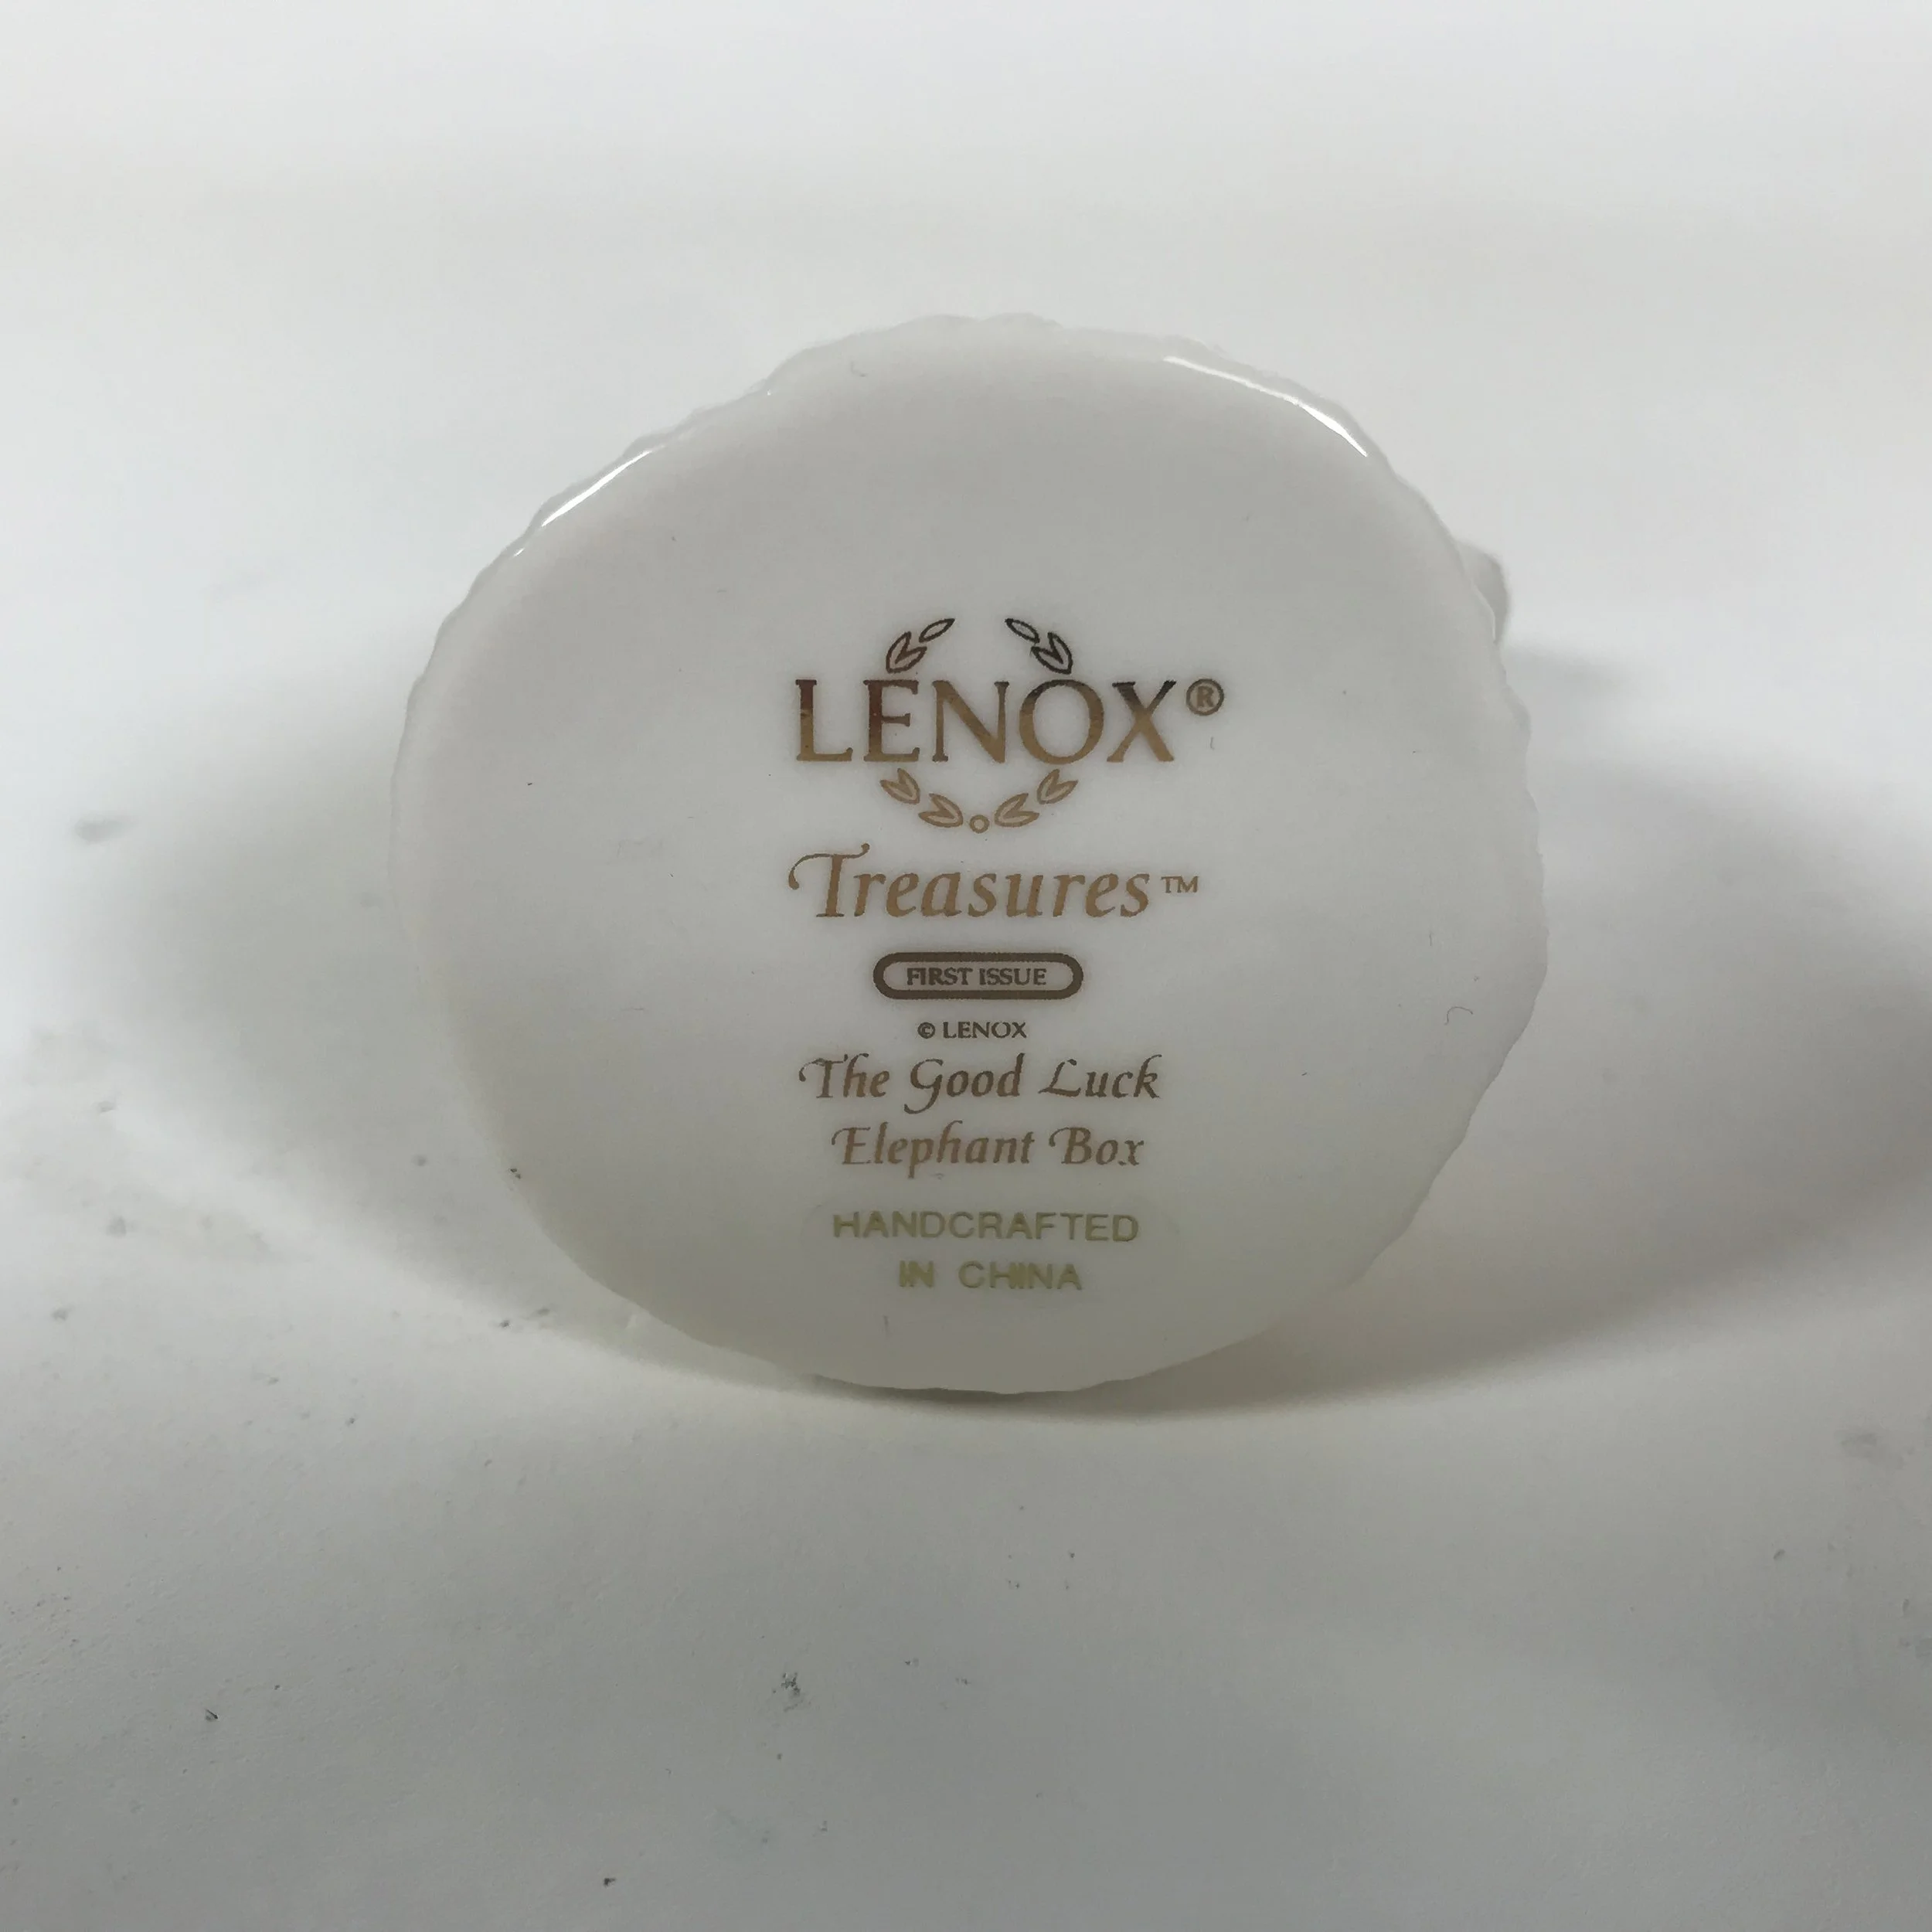 LENOX®
Treasures™
FIRST ISSUE
© LENOX
The Good Luck
Elephant Box
HANDCRAFTED
IN CHINA